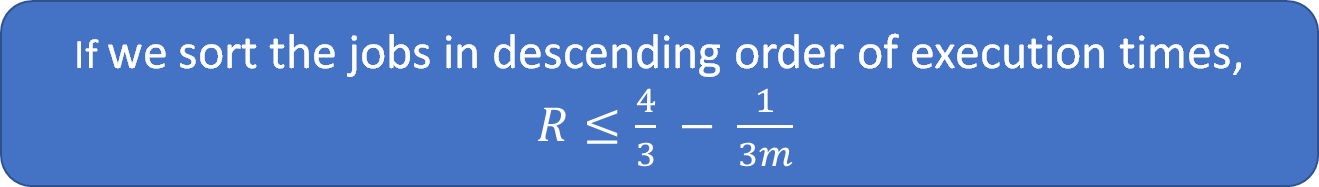 If we sort the jobs in descending order of execution times,
R ≤ 4/3 − 1/3m